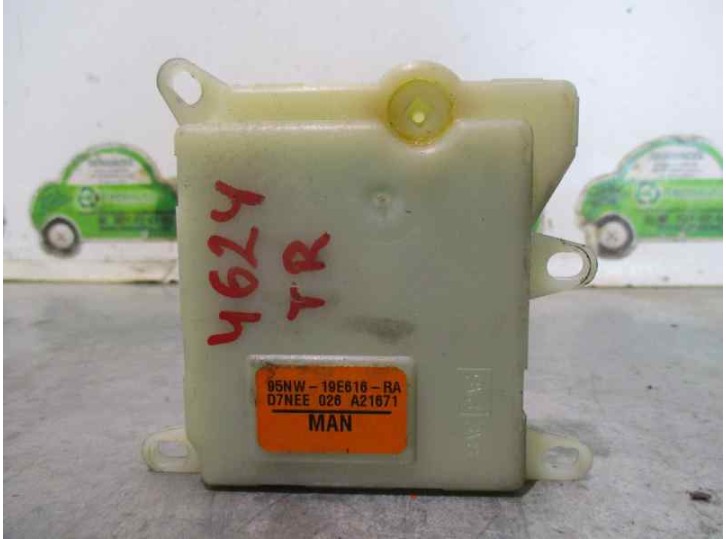 4624
TR
95NW-19E616-RA
D7NEE 026 A21671
MAN